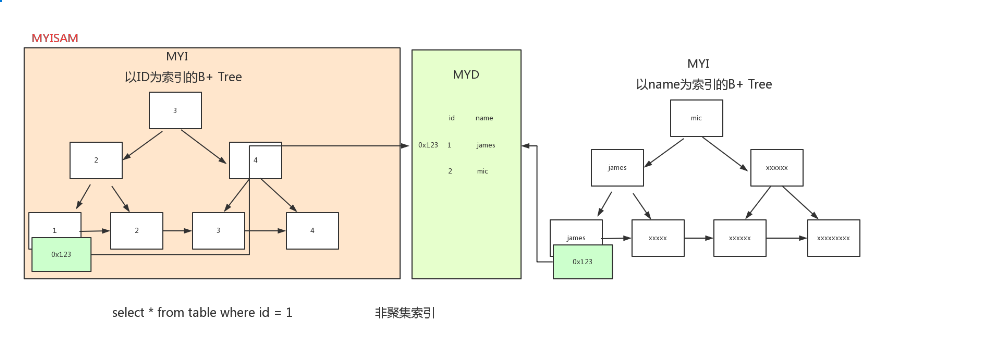 MYISAM
MYI
以ID为索引的B+ Tree
3
2
4
1
2
3
4
0x123
MYD
id name
0x123 1 james
2 mic
MYI
以name为索引的B+ Tree
mic
james
xxxxxx
james
xxxxx
xxxxxx
xxxxxxxxx
0x123
select * from table where id = 1
非聚集索引